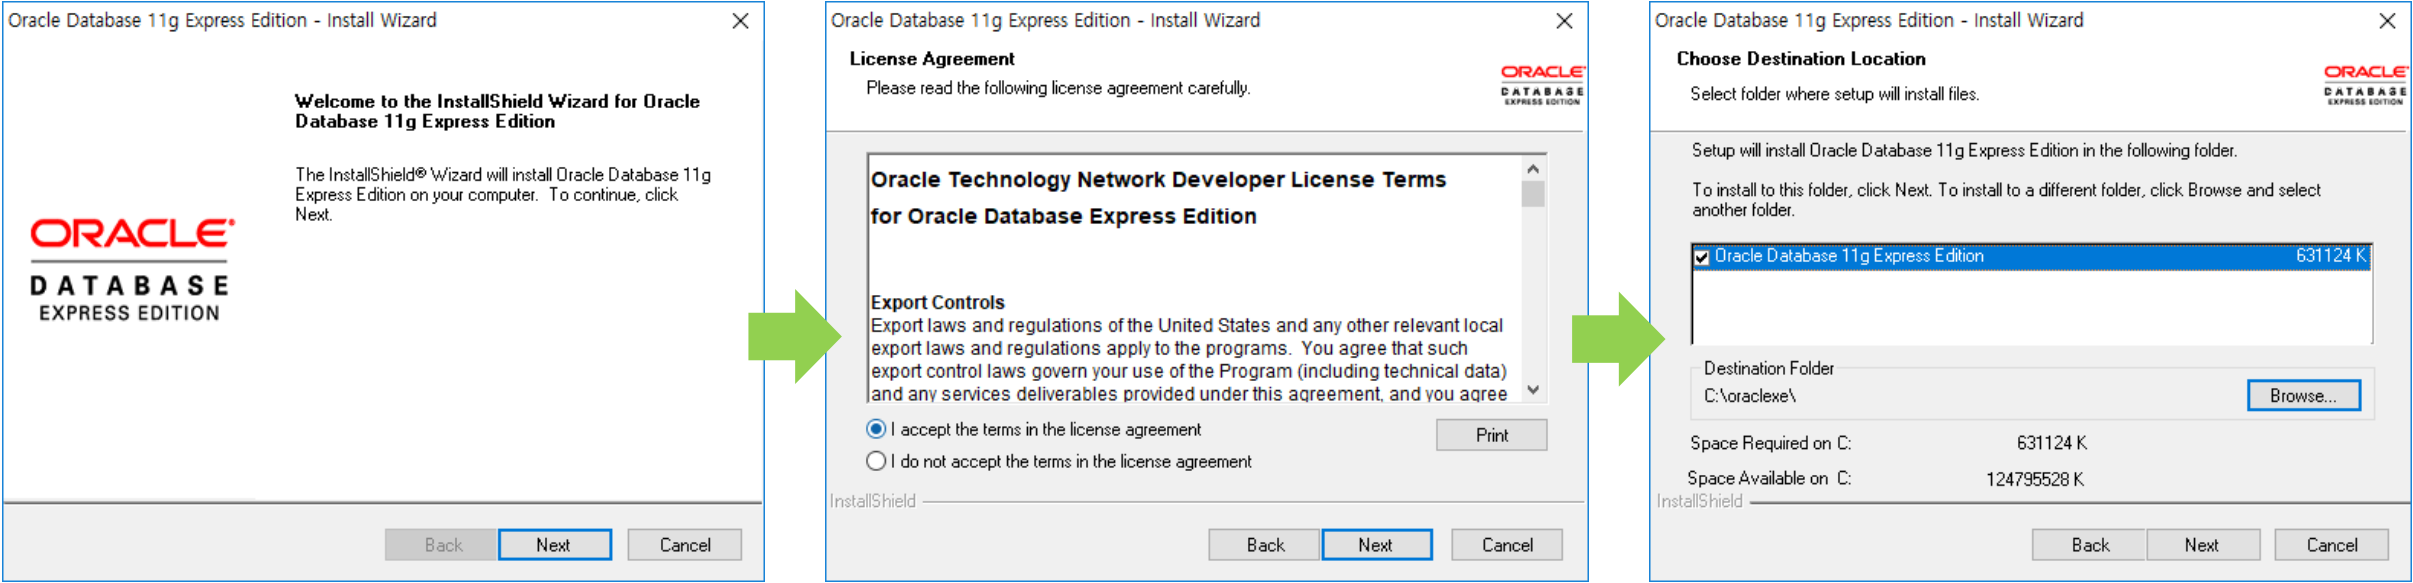 Oracle Database 11g Express Edition - Install Wizard
Welcome to the InstallShield Wizard for Oracle
Database 11g Express Edition
The InstallShield® Wizard will install Oracle Database 11g
Express Edition on your computer. To continue, click
Next.
ORACLE
DATABASE
EXPRESS EDITION
Back
Next
Cancel
Oracle Database 11g Express Edition - Install Wizard
License Agreement
Please read the following license agreement carefully.
ORACLE
DATABASE
EXPRESS EDITION
Oracle Technology Network Developer License Terms
for Oracle Database Express Edition
Export Controls
Export laws and regulations of the United States and any other relevant local
export laws and regulations apply to the programs. You agree that such
export control laws govern your use of the Program (including technical data)
and any services deliverables provided under this agreement, and you agree
I accept the terms in the license agreement
Print
I do not accept the terms in the license agreement
InstallShield
Back
Next
Cancel
Oracle Database 11g Express Edition - Install Wizard
Choose Destination Location
Select folder where setup will install files.
ORACLE
DATABASE
EXPRESS EDITION
Setup will install Oracle Database 11g Express Edition in the following folder.
To install to this folder, click Next. To install to a different folder, click Browse and select
another folder.
Oracle Database 11g Express Edition 631124 K
Destination Folder
C:\oraclexe\
Browse...
Space Required on C: 631124 K
Space Available on C: 124795528 K
InstallShield
Back
Next
Cancel